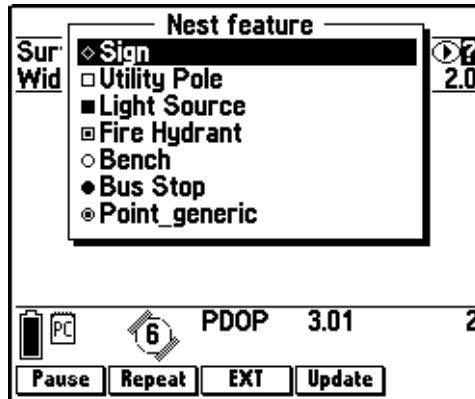 Nest feature
Sur
Sign
Wid
Utility Pole
2.0
Light Source
Fire Hydrant
Bench
Bus Stop
Point_generic
PC
6
PDOP 3.01 2
Pause Repeat EXT Update